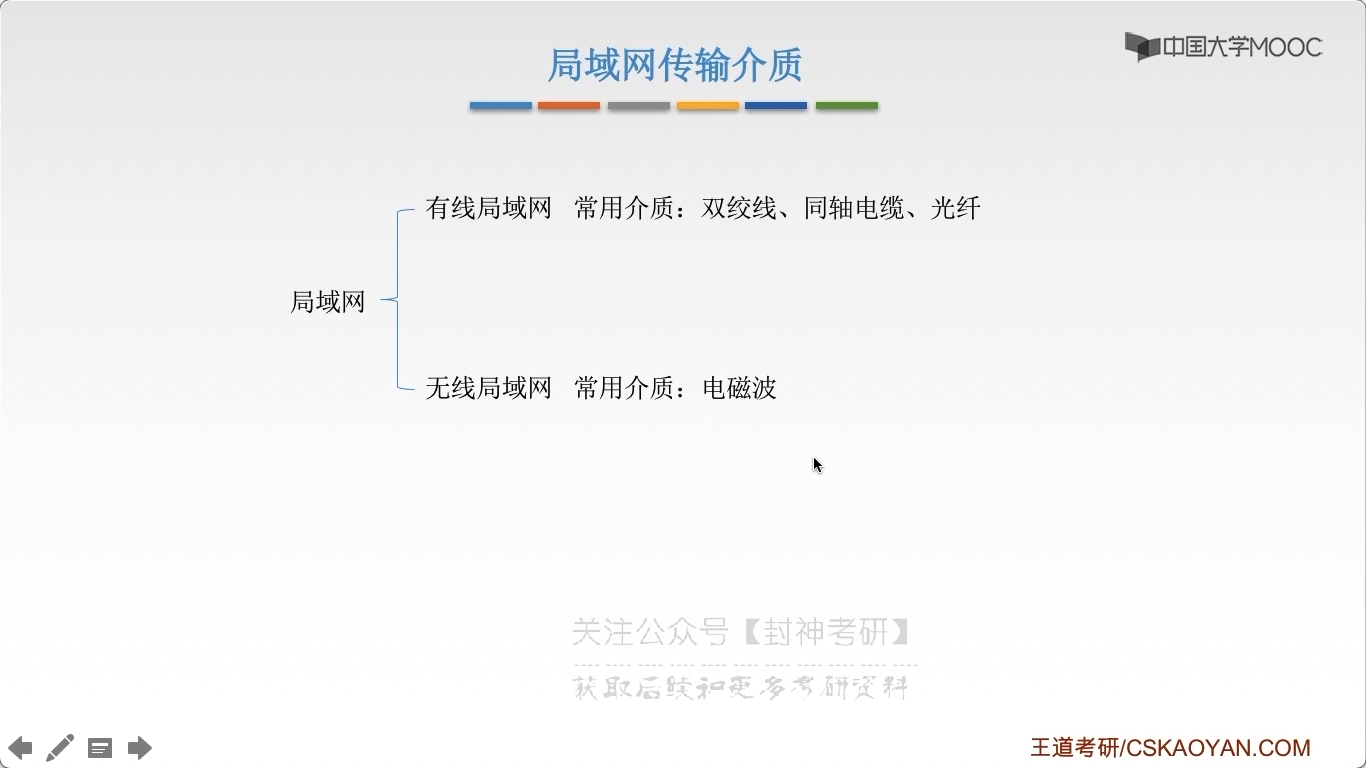 局域网传输介质
中国大学MOOC
有线局域网 常用介质：双绞线、同轴电缆、光纤
局域网
无线局域网 常用介质：电磁波
关注公众号【封神考研】
获取后续和更多考研资料
王道考研/CSKAOYAN.COM